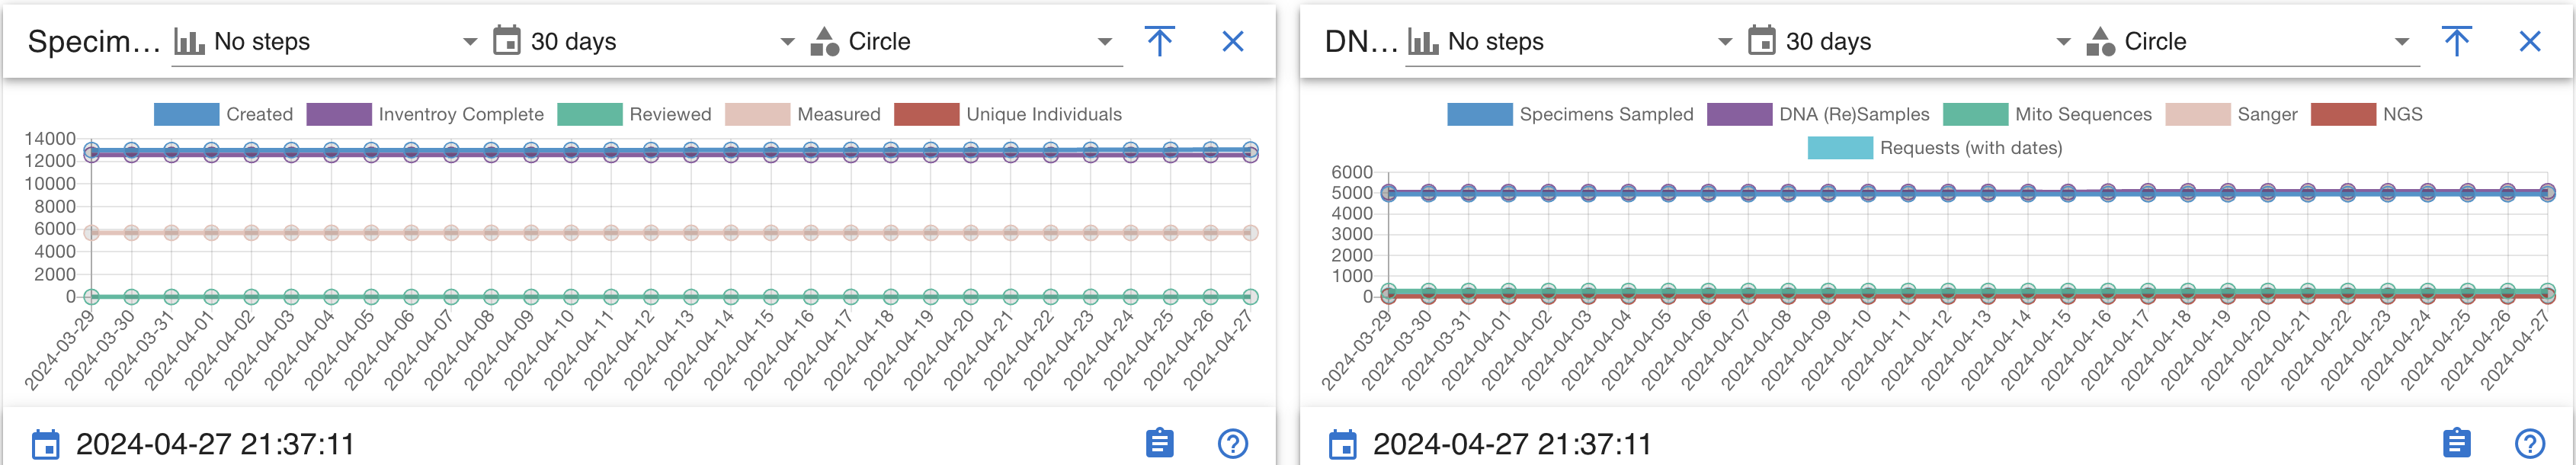 Specim... No steps 30 days Circle
Created Inventroy Complete Reviewed Measured Unique Individuals
14000
12000
10000
8000
6000
4000
2000
0
2024-03-29 2024-03-30 2024-03-31 2024-04-01 2024-04-02 2024-04-03 2024-04-04 2024-04-05 2024-04-06 2024-04-07 2024-04-08 2024-04-09 2024-04-10 2024-04-11 2024-04-12 2024-04-13 2024-04-14 2024-04-15 2024-04-16 2024-04-17 2024-04-18 2024-04-19 2024-04-20 2024-04-21 2024-04-22 2024-04-23 2024-04-24 2024-04-25 2024-04-26 2024-04-27
2024-04-27 21:37:11
DN... No steps 30 days Circle
Specimens Sampled DNA (Re)Samples Mito Sequences Sanger NGS
Requests (with dates)
6000
5000
4000
3000
2000
1000
0
2024-03-29 2024-03-30 2024-03-31 2024-04-01 2024-04-02 2024-04-03 2024-04-04 2024-04-05 2024-04-06 2024-04-07 2024-04-08 2024-04-09 2024-04-10 2024-04-11 2024-04-12 2024-04-13 2024-04-14 2024-04-15 2024-04-16 2024-04-17 2024-04-18 2024-04-19 2024-04-20 2024-04-21 2024-04-22 2024-04-23 2024-04-24 2024-04-25 2024-04-26 2024-04-27
2024-04-27 21:37:11